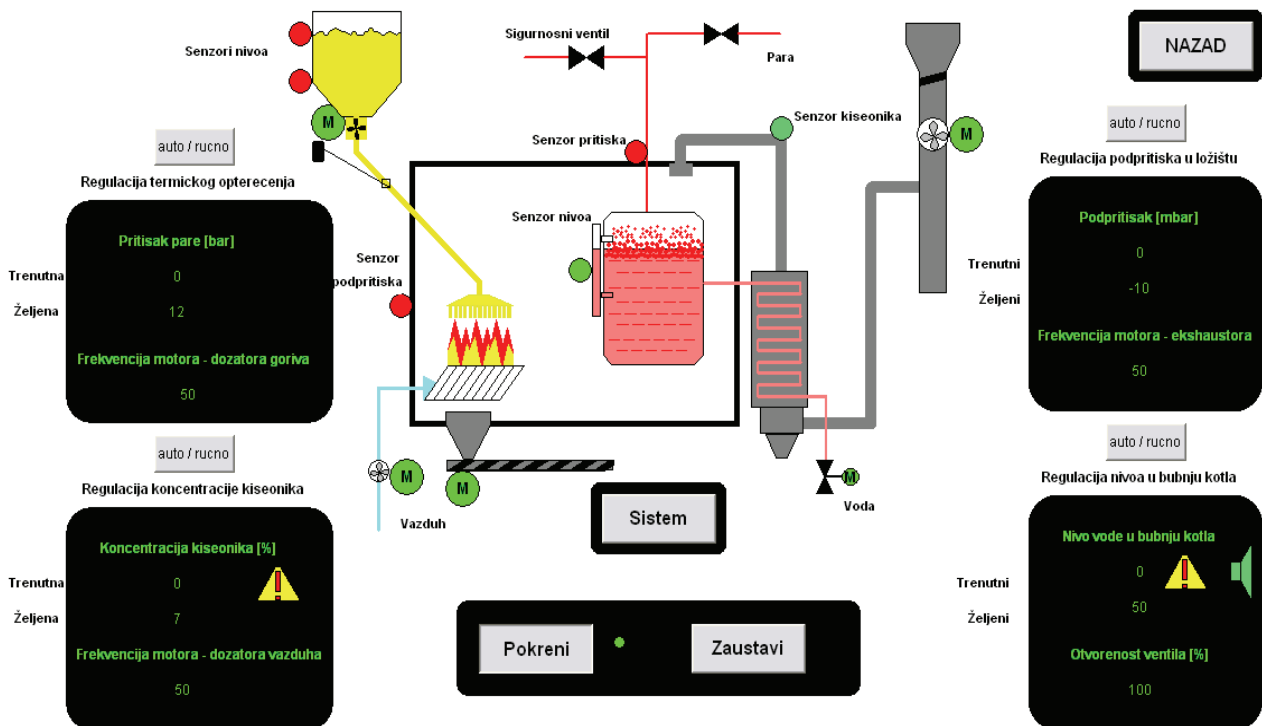 Sigurnosni ventil
NAZAD
Senzori nivoa
Para
M
Senzor kiseonika
M
auto / rucno
Senzor pritiska
auto / rucno
Regulacija termickog opterecenja
Regulacija podpritiska u ložištu
Pritisak pare [bar]
Trenutna
0
Željena
12
Frekvencija motora - dozatora goriva
50
Senzor nivoa
Senzor
podpritiska
Podpritisak [mbar]
Trenutni
0
Željeni
-10
Frekvencija motora - ekshaustora
50
auto / rucno
Regulacija koncentracije kiseonika
M
M
Vazduh
M
Voda
auto / rucno
Regulacija nivoa u bubnju kotla
Sistem
Koncentracija kiseonika [%]
Trenutna
0
Željena
7
Frekvencija motora - dozatora vazduha
50
Nivo vode u bubnju kotla
Trenutni
0
Željeni
50
Otvorenost ventila [%]
100
Pokreni
Zaustavi